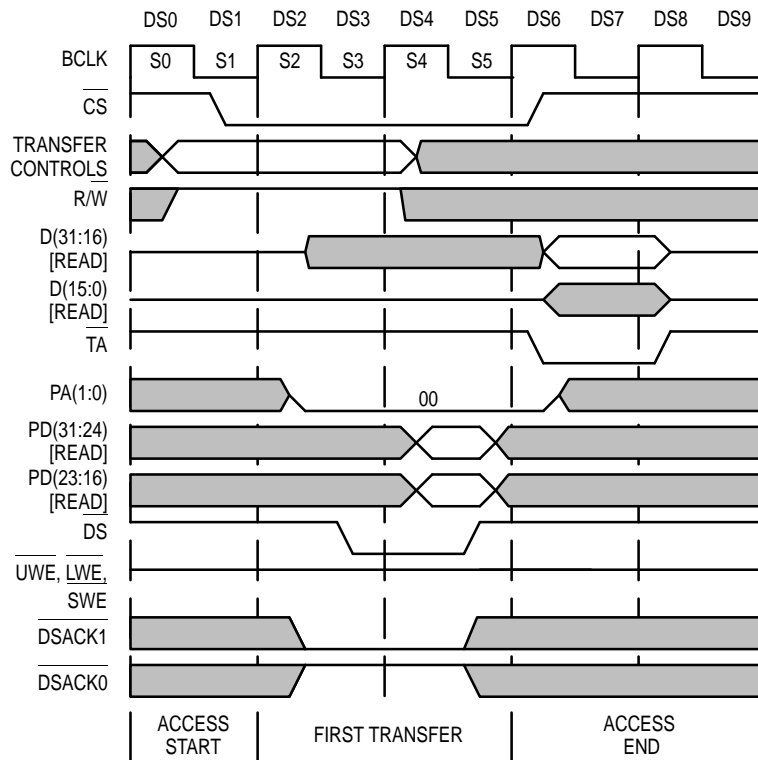 DS0 DS1 DS2 DS3 DS4 DS5 DS6 DS7 DS8 DS9
BCLK S0 S1 S2 S3 S4 S5
CS
TRANSFER
CONTROLS
R/W
D(31:16)
[READ]
D(15:0)
[READ]
TA
PA(1:0) 00
PD(31:24)
[READ]
PD(23:16)
[READ]
DS
UWE, LWE,
SWE
DSACK1
DSACK0
ACCESS
START
FIRST TRANSFER
ACCESS
END